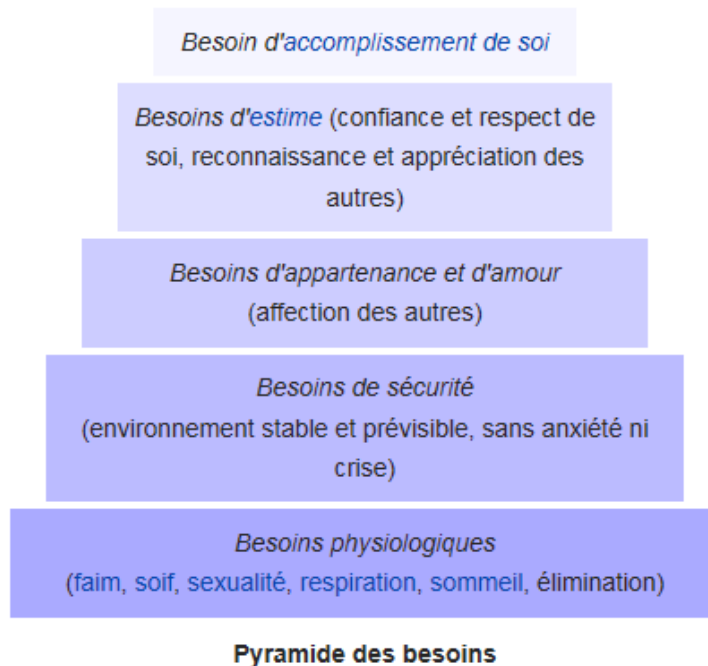 Besoin d'accomplissement de soi
Besoins d'estime (confiance et respect de
soi, reconnaissance et appréciation des
autres)
Besoins d'appartenance et d'amour
(affection des autres)
Besoins de sécurité
(environnement stable et prévisible, sans anxiété ni
crise)
Besoins physiologiques
(faim, soif, sexualité, respiration, sommeil, élimination)
Pyramide des besoins